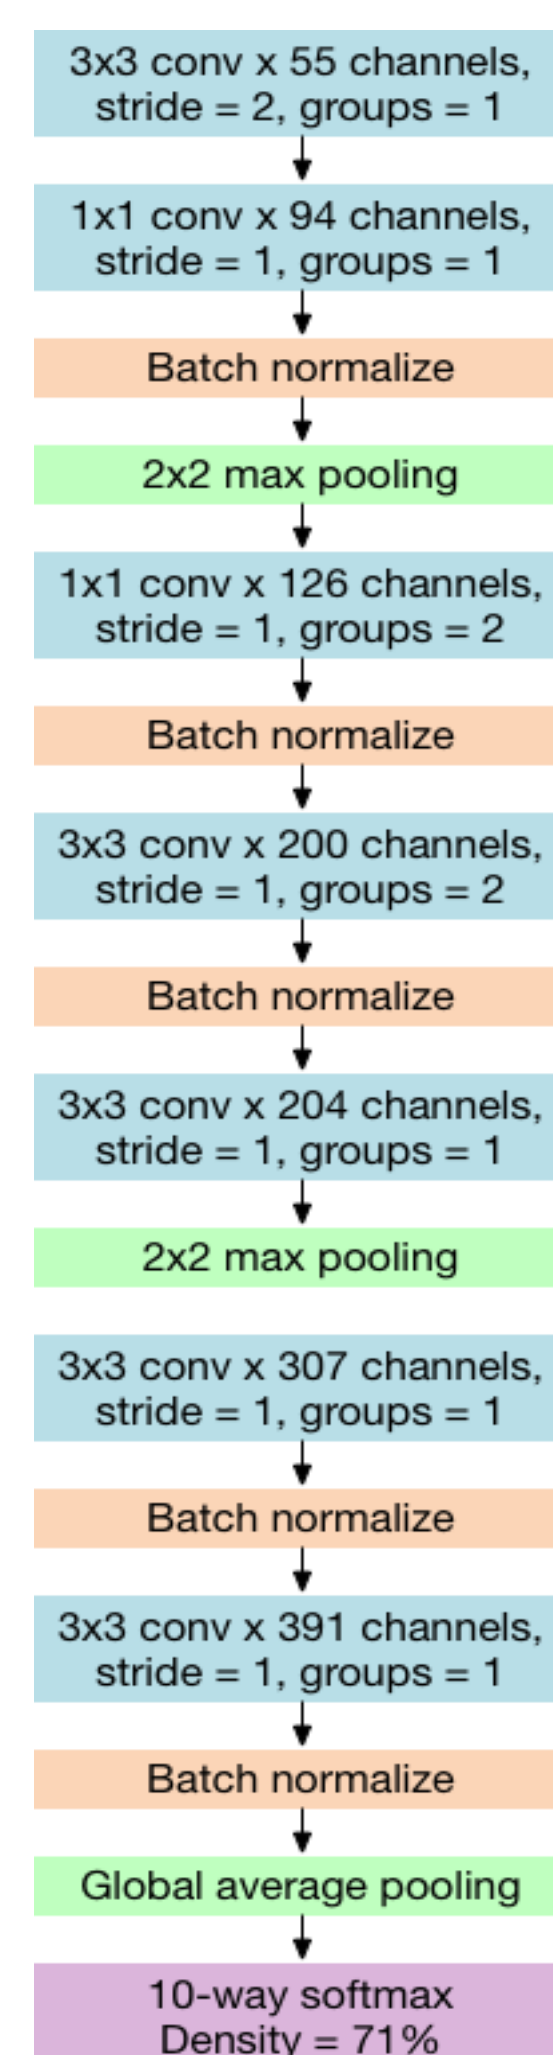 3x3 conv x 55 channels,
stride = 2, groups = 1
1x1 conv x 94 channels,
stride = 1, groups = 1
Batch normalize
2x2 max pooling
1x1 conv x 126 channels,
stride = 1, groups = 2
Batch normalize
3x3 conv x 200 channels,
stride = 1, groups = 2
Batch normalize
3x3 conv x 204 channels,
stride = 1, groups = 1
2x2 max pooling
3x3 conv x 307 channels,
stride = 1, groups = 1
Batch normalize
3x3 conv x 391 channels,
stride = 1, groups = 1
Batch normalize
Global average pooling
10-way softmax
Density = 71%